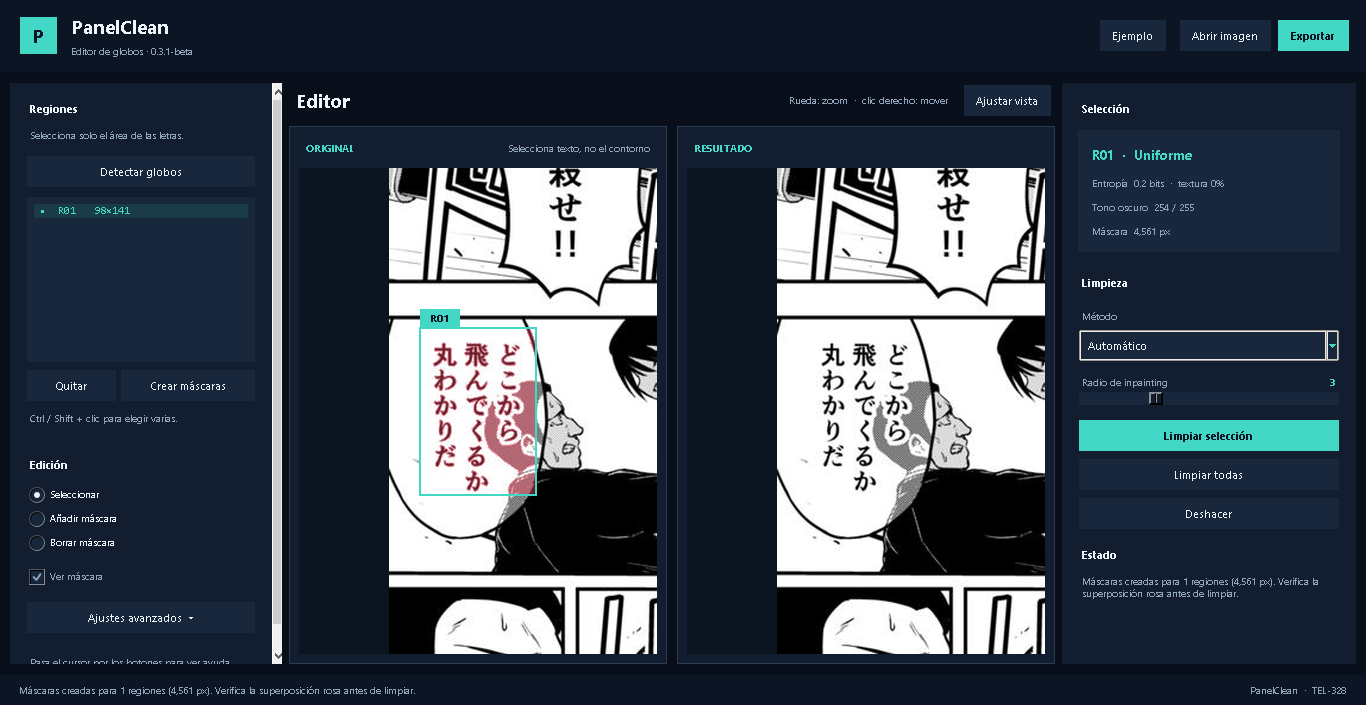 P
PanelClean
Editor de globos · 0.3.1-beta
Ejemplo
Abrir imagen
Exportar
Regiones
Selecciona solo el área de las letras.
Detectar globos
• R01 98×141
Quitar
Crear máscaras
Ctrl / Shift + clic para elegir varias.
Edición
Seleccionar
Añadir máscara
Borrar máscara
Ver máscara
Ajustes avanzados
Pasa el cursor por los botones para ver ayuda
Editor
Rueda: zoom · clic derecho: mover
Ajustar vista
ORIGINAL
Selecciona texto, no el contorno
殺せ!!
R01
どこから
飛んでくるか
丸わかりだ
RESULTADO
殺せ!!
どこから
飛んでくるか
丸わかりだ
Selección
R01 · Uniforme
Entropía 0.2 bits · textura 0%
Tono oscuro 254 / 255
Máscara 4,561 px
Limpieza
Método
Automático
Radio de inpainting 3
Limpiar selección
Limpiar todas
Deshacer
Estado
Máscaras creadas para 1 regiones (4,561 px). Verifica la
superposición rosa antes de limpiar.
Máscaras creadas para 1 regiones (4,561 px). Verifica la superposición rosa antes de limpiar.
PanelClean · TEL-328